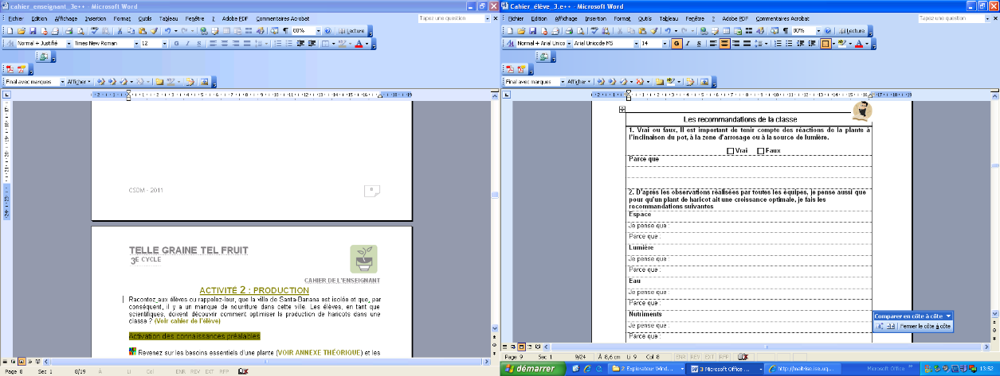 cahier_enseignant_3e++ - Microsoft Word
Fichier Edition Affichage Insertion Format Outils Tableau Fenêtre ? Adobe PDF Commentaires Acrobat
Tapez une question
80% Lecture
Normal + Justifié Times New Roman 12 G I S
Final avec marques Afficher
CSDM - 2011
8
TELLE GRAINE TEL FRUIT
3E CYCLE
CAHIER DE L'ENSEIGNANT
ACTIVITÉ 2 : PRODUCTION
Racontez aux élèves ou rappelez-leur, que la ville de Santa-Banana est isolée et que, par
conséquent, il y a un manque de nourriture dans cette ville. Les élèves, en tant que
scientifiques, doivent découvrir comment optimiser la production de haricots dans une
classe ? (Voir cahier de l'élève)
Activation des connaissances préalables
Revenez sur les besoins essentiels d'une plante (VOIR ANNEXE THÉORIQUE) et les
Page 8 Sec 1 8/19 À Li Col ENR REV EXT RFP
Cahier_élève_3.e++ - Microsoft Word
Fichier Edition Affichage Insertion Format Outils Tableau Fenêtre ? Adobe PDF Commentaires Acrobat
Tapez une question
80% Lecture
Normal + Arial Unico Arial Unicode MS 14 G I S
Final avec marques Afficher
Les recommandations de la classe
1. Vrai ou faux, Il est important de tenir compte des réactions de la plante à
l'inclinaison du pot, à la zone d'arrosage ou à la source de lumière.
Vrai Faux
Parce que
2. D'après les observations réalisées par toutes les équipes, je pense aussi que
pour qu'un plant de haricot ait une croissance optimale, je fais les
recommandations suivantes
Espace
Je pense que :
Parce que :
Lumière
Je pense que :
Parce que :
Eau
Je pense que :
Parce que :
Nutriments
Je pense que :
Parce que :
Comparer en côte à côte
Fermer le côte à côte
Page 9 Sec 1 9/24 À 8,6 cm Li 9 Col 8 ENR REV EXT RFP
démarrer
2 Explorateur Wind...
3 Microsoft Office ...
http://maitrise.ise.uq...
Microsoft Office
13:52